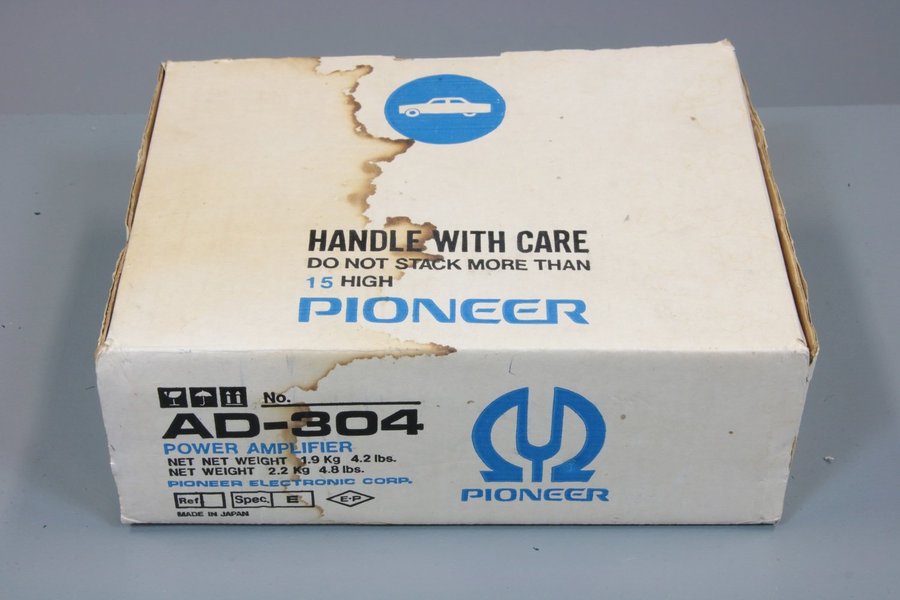 HANDLE WITH CARE
DO NOT STACK MORE THAN
15 HIGH
PIONEER
No.
AD-304
POWER AMPLIFIER
NET NET WEIGHT 1.9 Kg 4.2 lbs.
NET WEIGHT 2.2 Kg 4.8 lbs.
PIONEER ELECTRONIC CORP.
Ref. Spec. E E-P
MADE IN JAPAN
PIONEER